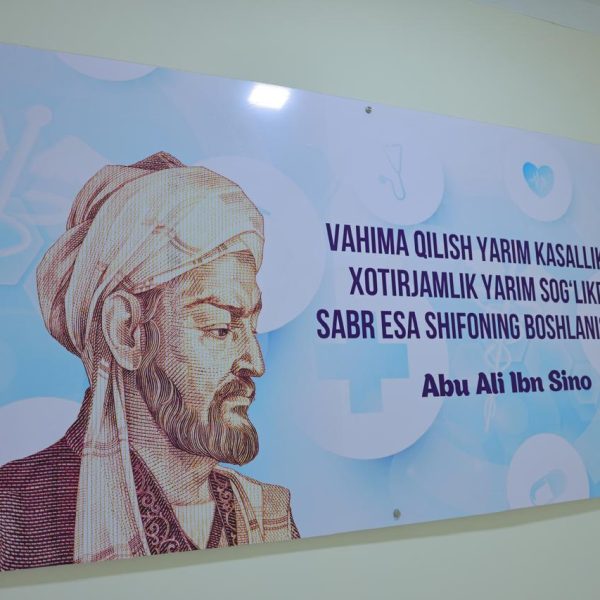 VAHIMA QILISH YARIM KASALLIK
XOTIRJAMLIK YARIM SOG‘LIK
SABR ESA SHIFONING
Abu Ali Ibn Sino